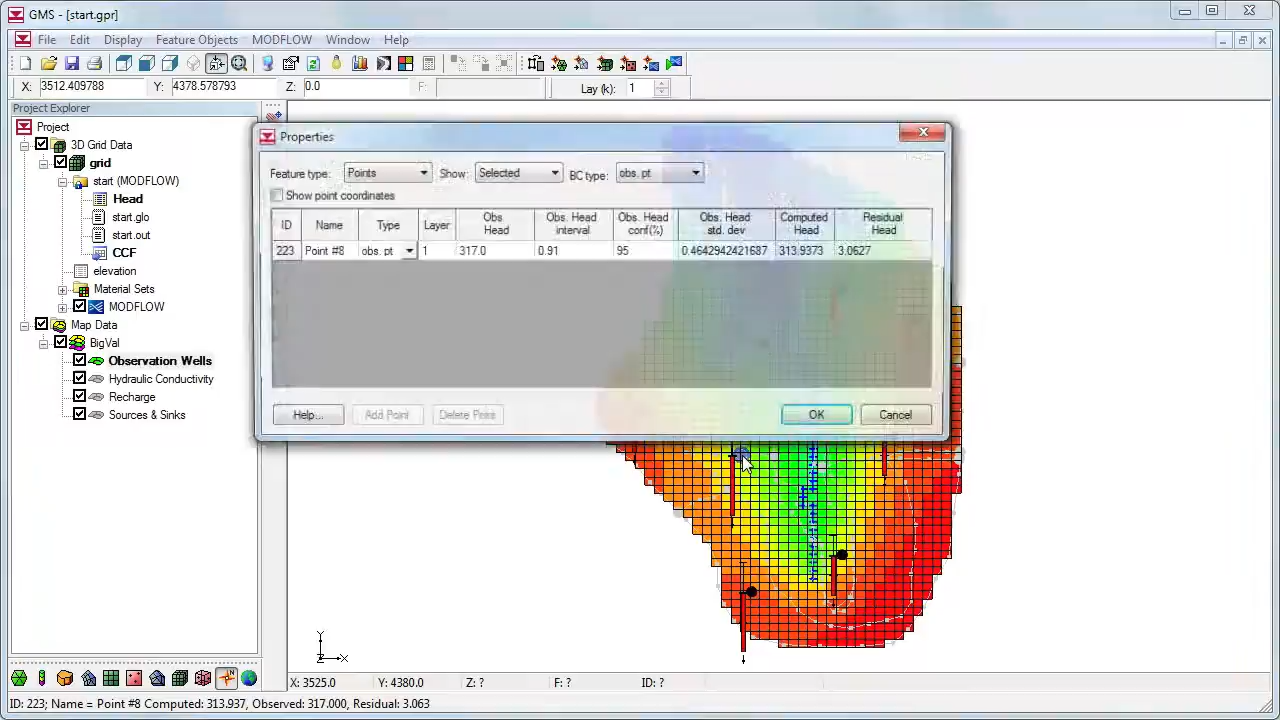 GMS - [start.gpr]
File Edit Display Feature Objects MODFLOW Window Help
X: 3512.409788 Y: 4378.578793 Z: 0.0 F: Lay (k): 1
Project Explorer
Project
3D Grid Data
grid
start (MODFLOW)
Head
start.glo
start.out
CCF
elevation
Material Sets
MODFLOW
Map Data
BigVal
Observation Wells
Hydraulic Conductivity
Recharge
Sources & Sinks
Properties
Feature type: Points Show: Selected BC type: obs. pt
Show point coordinates
ID Name Type Layer Obs. Head Obs. Head interval Obs. Head conf(%) Obs. Head std. dev Computed Head Residual Head
223 Point #8 obs. pt 1 317.0 0.91 95 0.4642942421687 313.9373 3.0627
Help... Add Point Delete Point OK Cancel
Y
Z X
X: 3525.0 Y: 4380.0 Z: ? F: ? ID: ?
ID: 223; Name = Point #8 Computed: 313.937, Observed: 317.000, Residual: 3.063